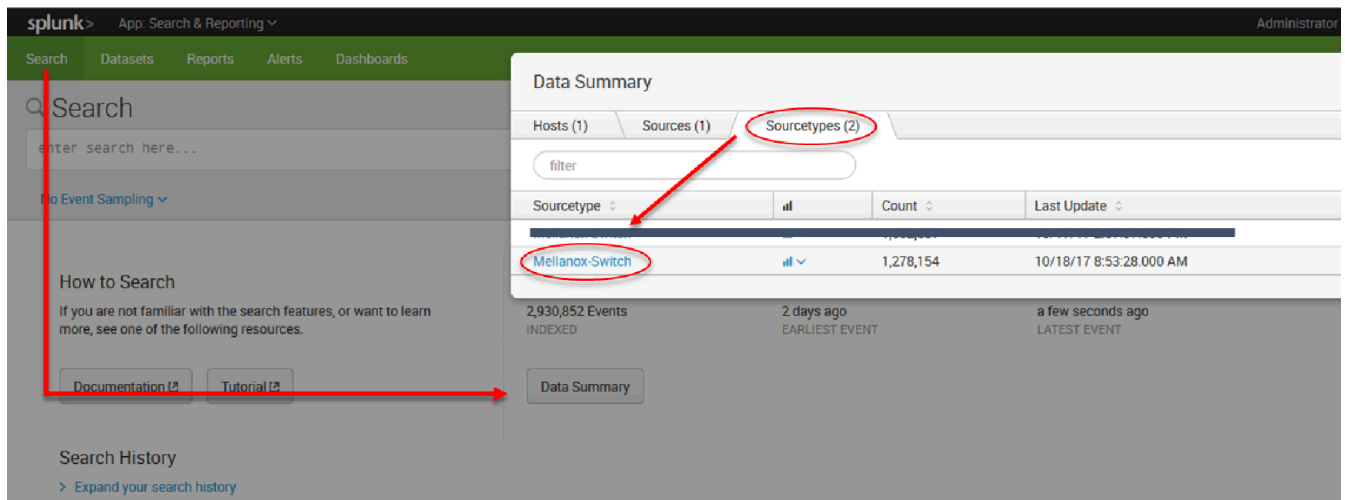 splunk> App: Search & Reporting
Administrator
Search Datasets Reports Alerts Dashboards
Search
enter search here...
No Event Sampling
Data Summary
Hosts (1) Sources (1) Sourcetypes (2)
filter
Sourcetype Count Last Update
Mellanox-Switch 1,278,154 10/18/17 8:53:28.000 AM
How to Search
If you are not familiar with the search features, or want to learn
more, see one of the following resources.
Documentation Tutorial
2,930,852 Events 2 days ago a few seconds ago
INDEXED EARLIEST EVENT LATEST EVENT
Data Summary
Search History
> Expand your search history